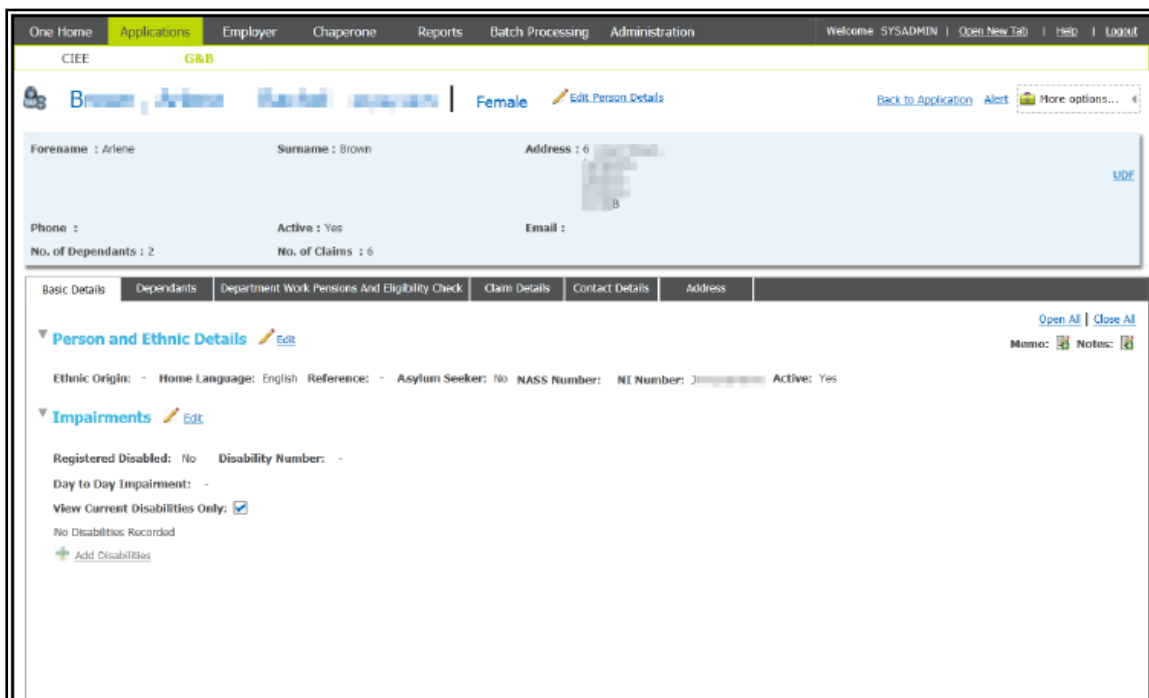 One Home Applications Employer Chaperone Reports Batch Processing Administration Welcome SYSADMIN | Open New Tab | Help | Logout
CIEE G&B
Female Edit Person Details Back to Application Alert More options...
Forename : Arlene Surname : Brown Address : 6
UDF
B
Phone : Active : Yes Email :
No. of Dependants : 2 No. of Claims : 6
Basic Details Dependants Department Work Pensions And Eligibility Check Claim Details Contact Details Address
Open All | Close All
Person and Ethnic Details Edit Memo: Notes:
Ethnic Origin: - Home Language: English Reference: - Asylum Seeker: No NASS Number: NI Number: J Active: Yes
Impairments Edit
Registered Disabled: No Disability Number: -
Day to Day Impairment: -
View Current Disabilities Only:
No Disabilities Recorded
Add Disabilities